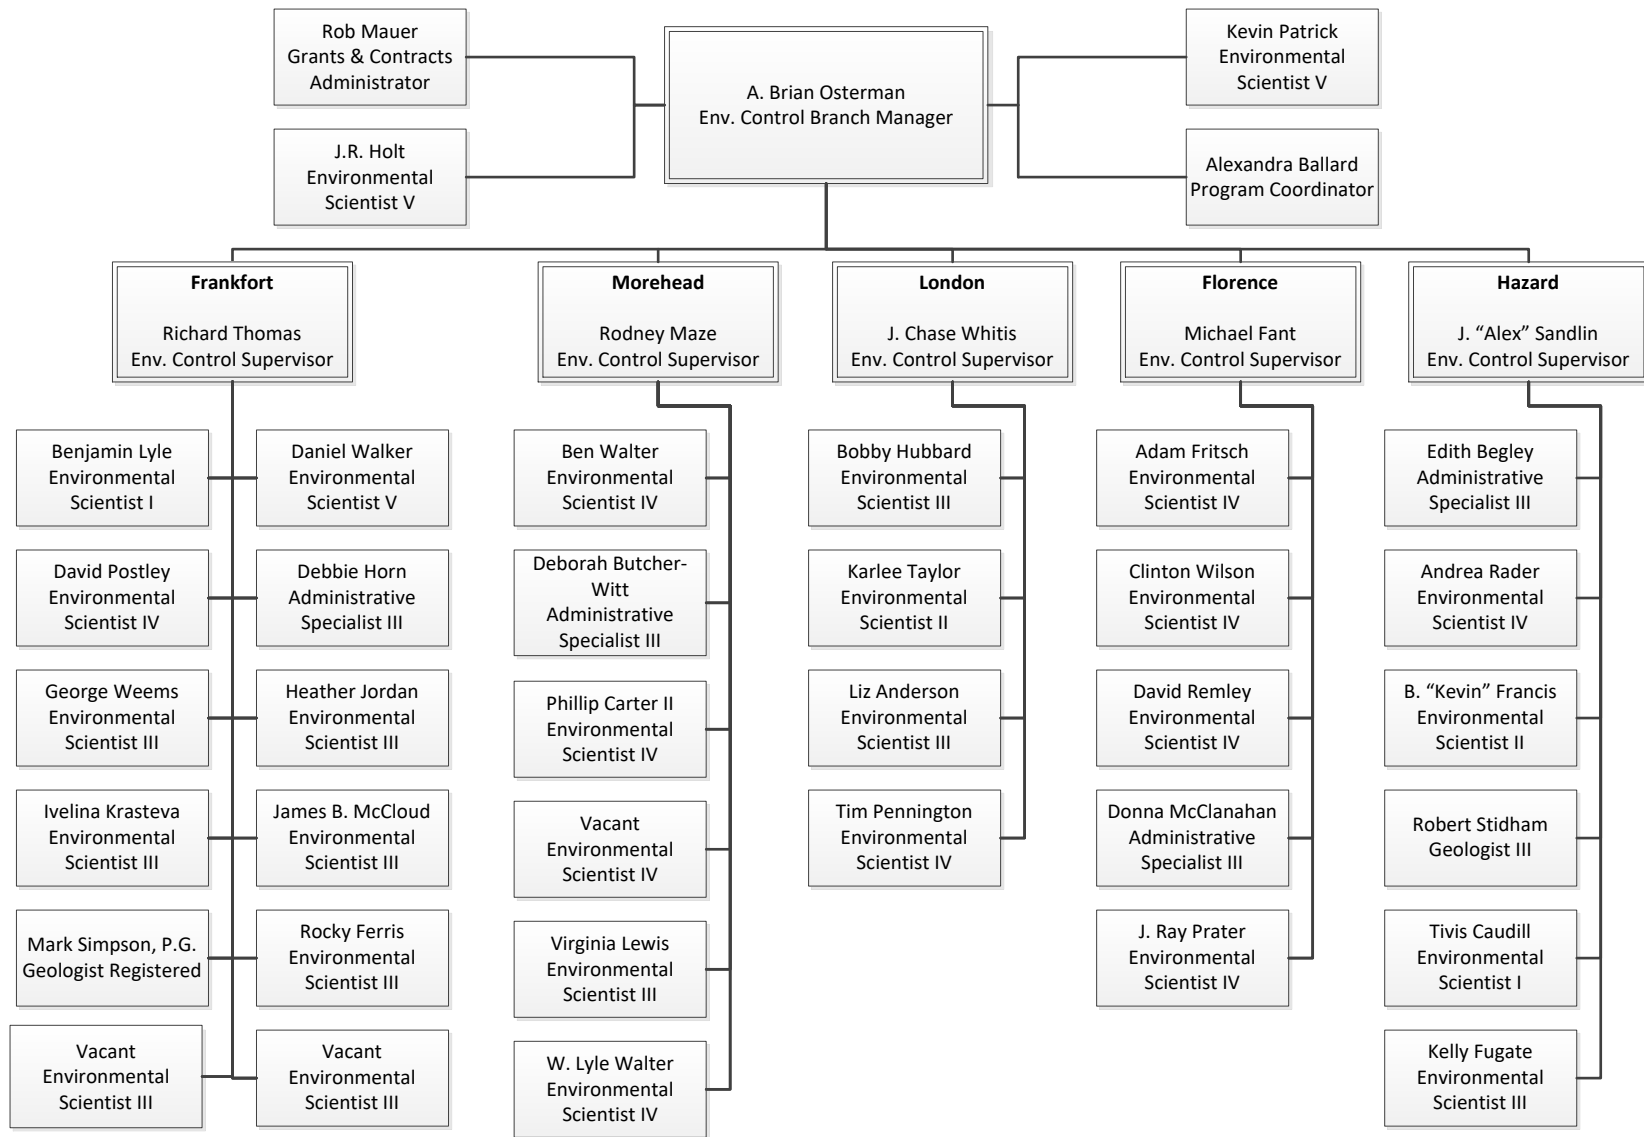 Rob Mauer
Grants & Contracts
Administrator
J.R. Holt
Environmental
Scientist V
A. Brian Osterman
Env. Control Branch Manager
Kevin Patrick
Environmental
Scientist V
Alexandra Ballard
Program Coordinator
Frankfort
Richard Thomas
Env. Control Supervisor
Benjamin Lyle
Environmental
Scientist I
Daniel Walker
Environmental
Scientist V
David Postley
Environmental
Scientist IV
Debbie Horn
Administrative
Specialist III
George Weems
Environmental
Scientist III
Heather Jordan
Environmental
Scientist III
Ivelina Krasteva
Environmental
Scientist III
James B. McCloud
Environmental
Scientist III
Mark Simpson, P.G.
Geologist Registered
Rocky Ferris
Environmental
Scientist III
Vacant
Environmental
Scientist III
Vacant
Environmental
Scientist III
Morehead
Rodney Maze
Env. Control Supervisor
Ben Walter
Environmental
Scientist IV
Deborah Butcher-
Witt
Administrative
Specialist III
Phillip Carter II
Environmental
Scientist IV
Vacant
Environmental
Scientist IV
Virginia Lewis
Environmental
Scientist III
W. Lyle Walter
Environmental
Scientist IV
London
J. Chase Whitis
Env. Control Supervisor
Bobby Hubbard
Environmental
Scientist III
Karlee Taylor
Environmental
Scientist II
Liz Anderson
Environmental
Scientist III
Tim Pennington
Environmental
Scientist IV
Florence
Michael Fant
Env. Control Supervisor
Adam Fritsch
Environmental
Scientist IV
Clinton Wilson
Environmental
Scientist IV
David Remley
Environmental
Scientist IV
Donna McClanahan
Administrative
Specialist III
J. Ray Prater
Environmental
Scientist IV
Hazard
J. “Alex” Sandlin
Env. Control Supervisor
Edith Begley
Administrative
Specialist III
Andrea Rader
Environmental
Scientist IV
B. “Kevin” Francis
Environmental
Scientist II
Robert Stidham
Geologist III
Tivis Caudill
Environmental
Scientist I
Kelly Fugate
Environmental
Scientist III